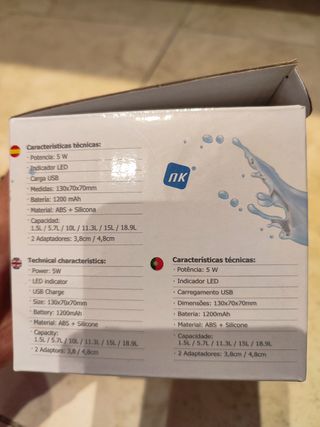 Características técnicas:
· Potencia: 5 W
· Indicador LED
· Carga USB
· Medidas: 130x70x70mm
· Batería: 1200 mAh
· Material: ABS + Silicona
· Capacidad:
1.5L / 5.7L / 10L / 11.3L / 15L / 18.9L
· 2 Adaptadores: 3,8cm / 4,8cm
ПK
Technical characteristic:
· Power: 5W
· LED indicator
· USB Charge
· Size: 130x70x70mm
· Battery: 1200mAh
· Material: ABS + Silicone
· Capacity:
1.5L / 5.7L / 10L / 11.3L / 15L / 18.9L
· 2 Adaptors: 3,8 / 4,8cm
Características técnicas:
· Potência: 5 W
· Indicador LED
· Carregamento USB
· Dimensões: 130x70x70mm
· Bateria: 1200mAh
· Material: ABS + Silicone
· Capacidade:
1.5L / 5.7L / 10L / 11.3L / 15L / 18.9L
· 2 Adaptadores: 3,8cm / 4,8cm